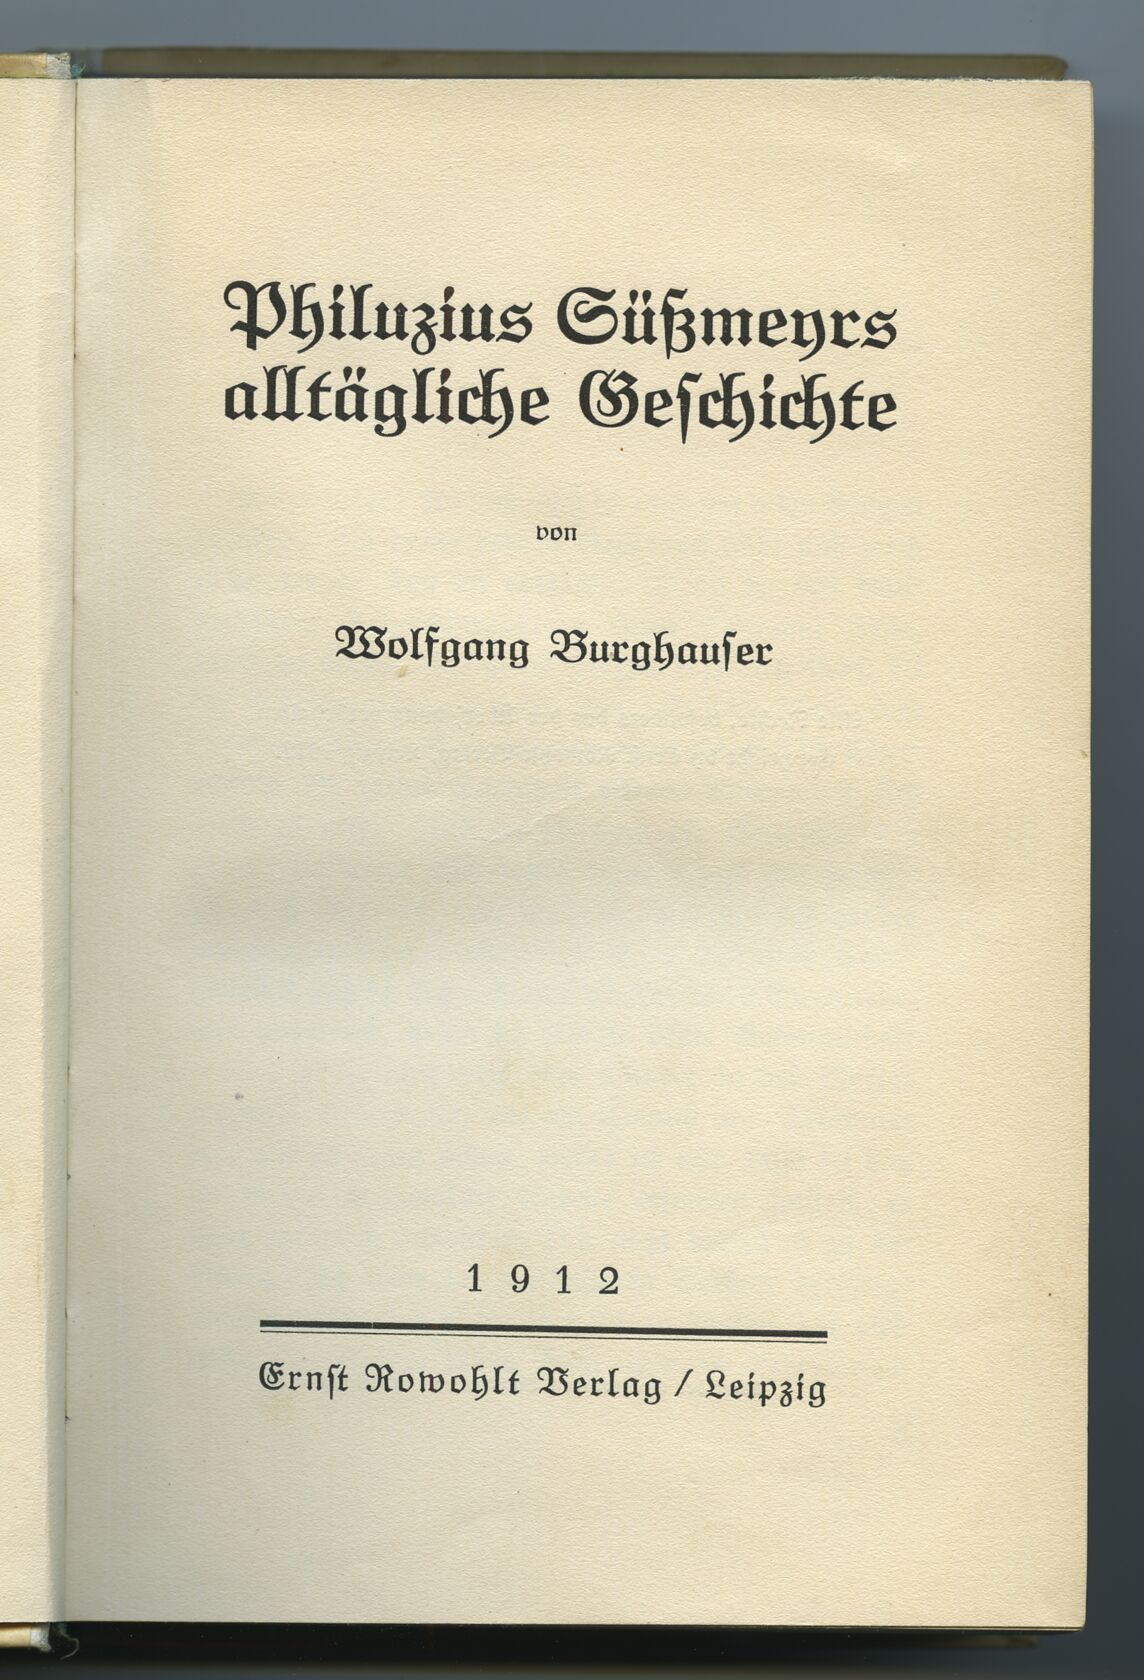 Philuzius Süßmeyrs
alltägliche Geschichte
von
Wolfgang Burghauser
1912
Ernst Rowohlt Verlag / Leipzig